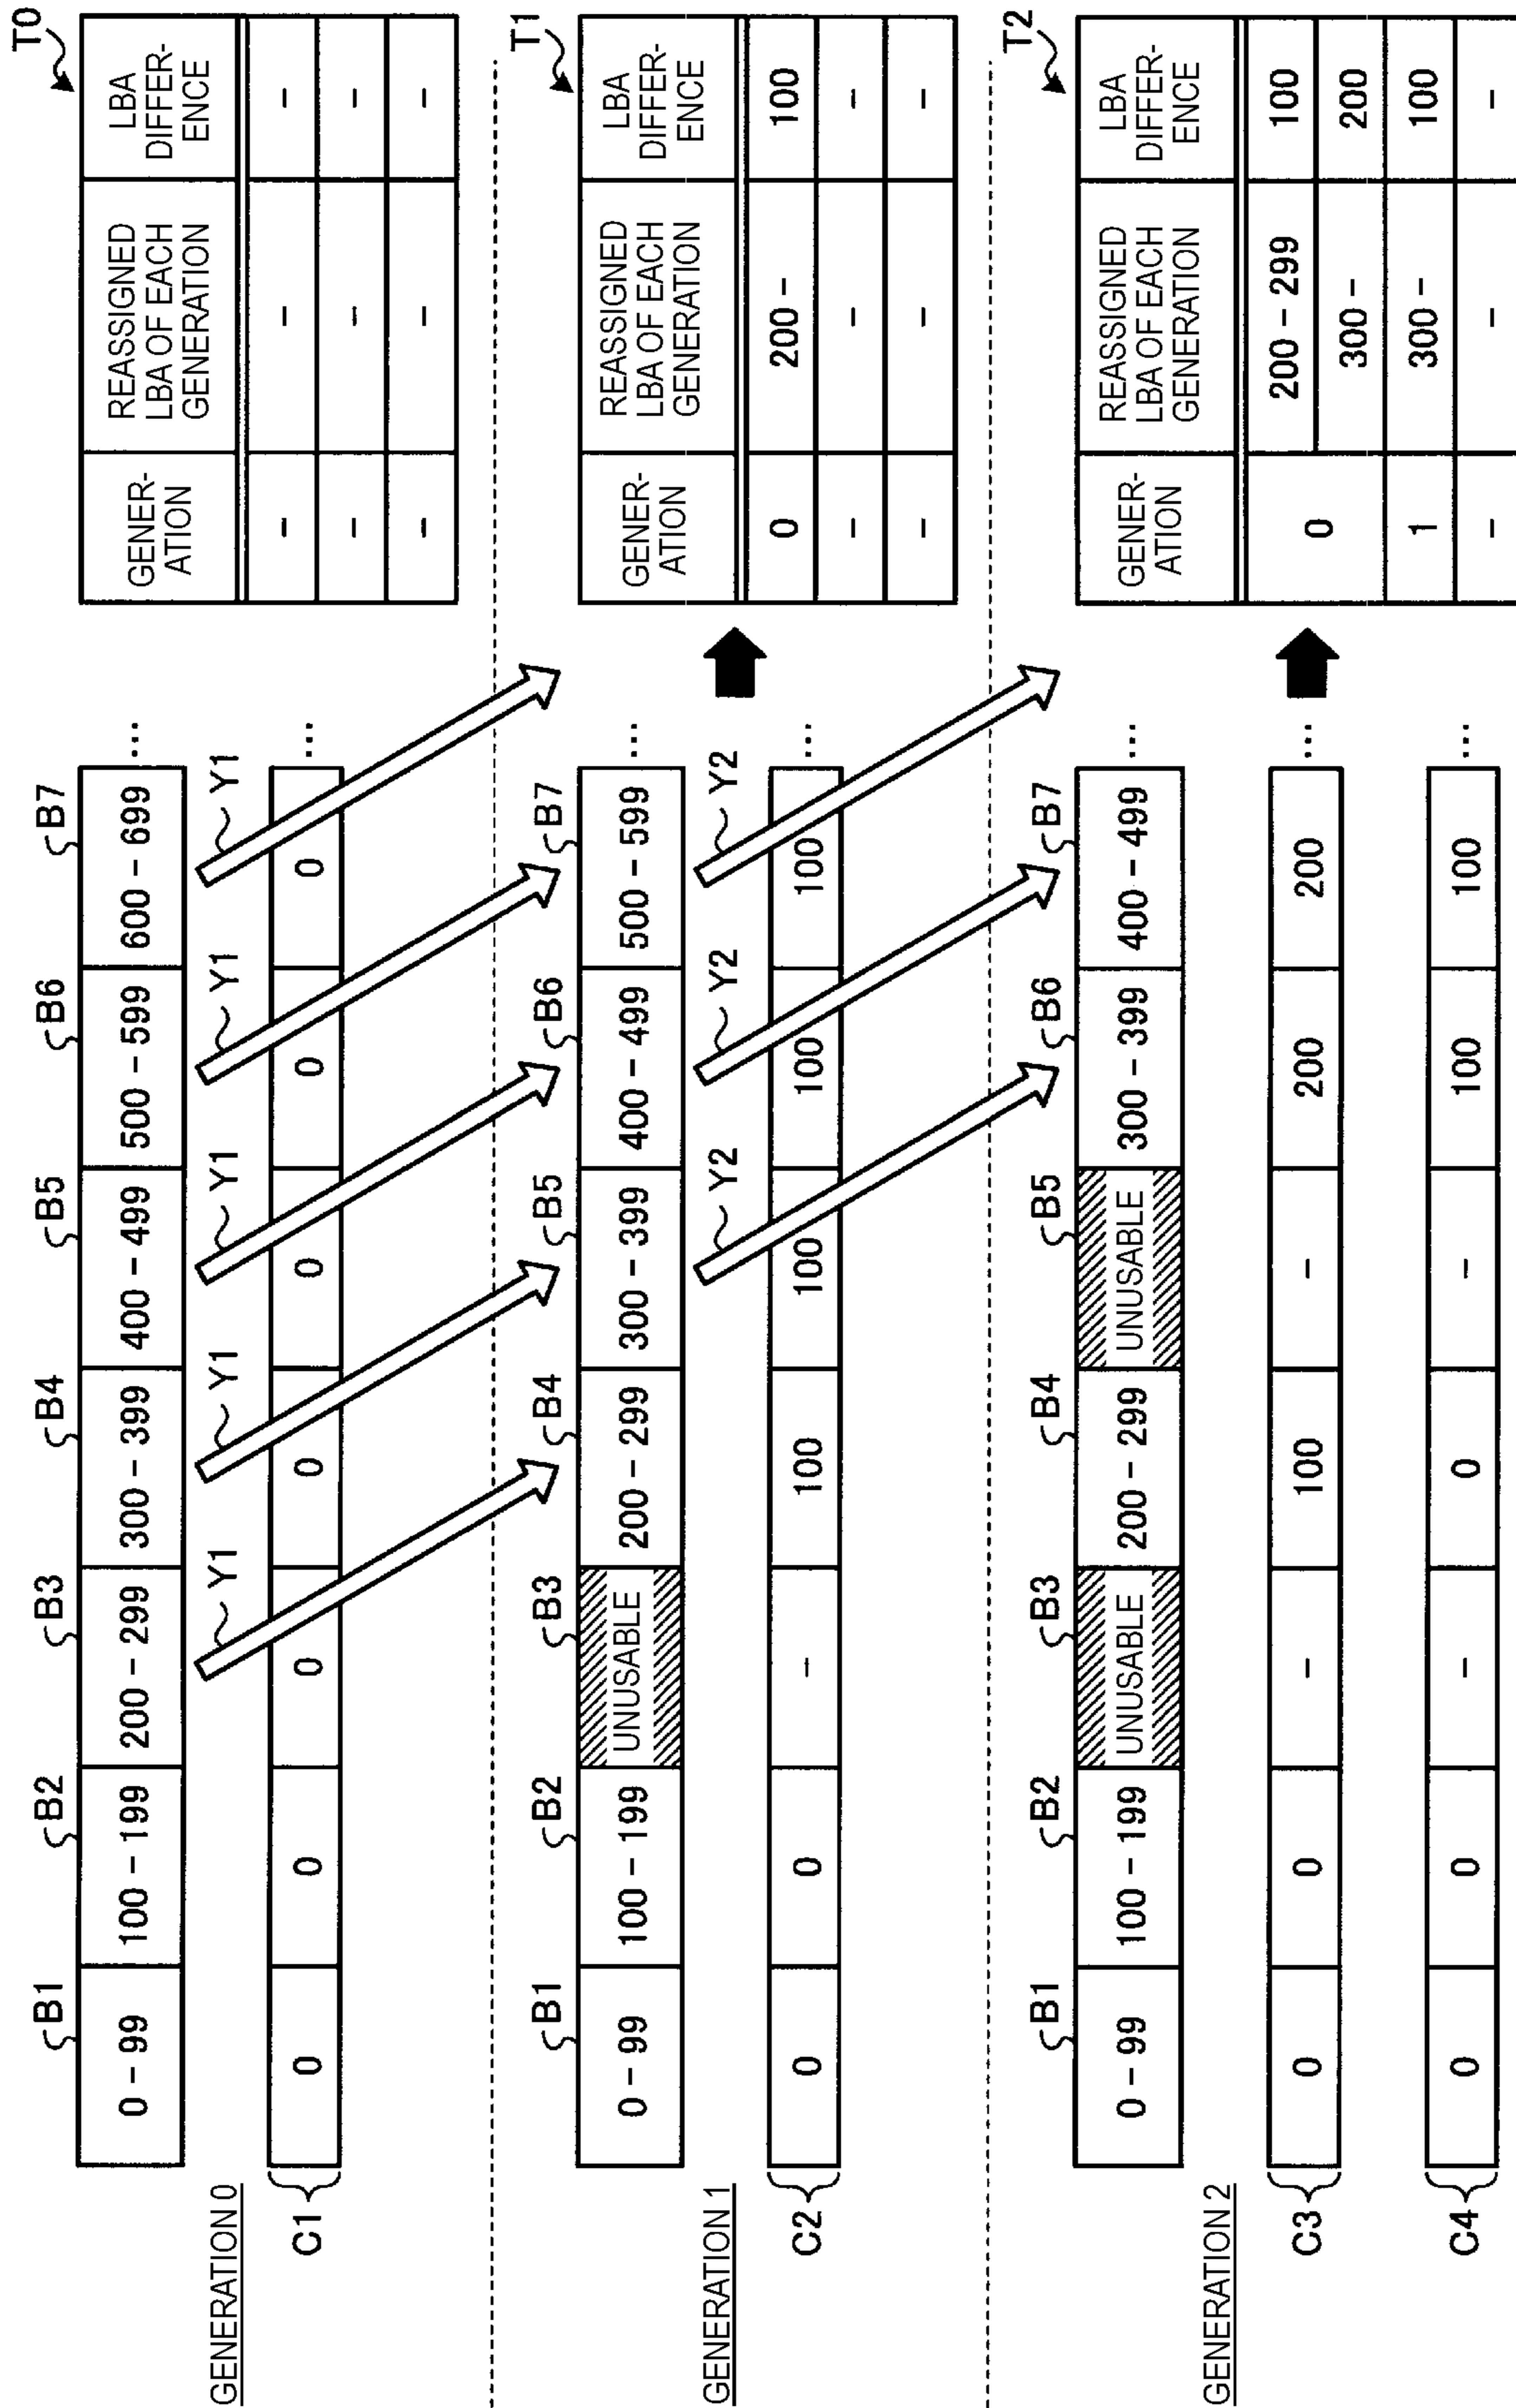 B1 B2 B3 B4 B5 B6 B7
0 – 99 100 – 199 200 – 299 300 – 399 400 – 499 500 – 599 600 – 699 ...
GENERATION 0
Y1 Y1 Y1 Y1 Y1
C1 0 0 0 0 0 0 0 ...
T0
GENER-
ATION
REASSIGNED
LBA OF EACH
GENERATION
LBA
DIFFER-
ENCE
– – –
– – –
– – –
B1 B2 B3 B4 B5 B6 B7
0 – 99 100 – 199 UNUSABLE 200 – 299 300 – 399 400 – 499 500 – 599 ...
GENERATION 1
Y2 Y2 Y2
C2 0 0 – 100 100 100 100 ...
T1
GENER-
ATION
REASSIGNED
LBA OF EACH
GENERATION
LBA
DIFFER-
ENCE
0 200 – 100
– – –
– – –
B1 B2 B3 B4 B5 B6 B7
0 – 99 100 – 199 UNUSABLE 200 – 299 UNUSABLE 300 – 399 400 – 499 ...
GENERATION 2
C3 0 0 – 100 – 200 200 ...
C4 0 0 – 0 – 100 100 ...
T2
GENER-
ATION
REASSIGNED
LBA OF EACH
GENERATION
LBA
DIFFER-
ENCE
0 200 – 299 100
300 – 200
1 300 – 100
– – –